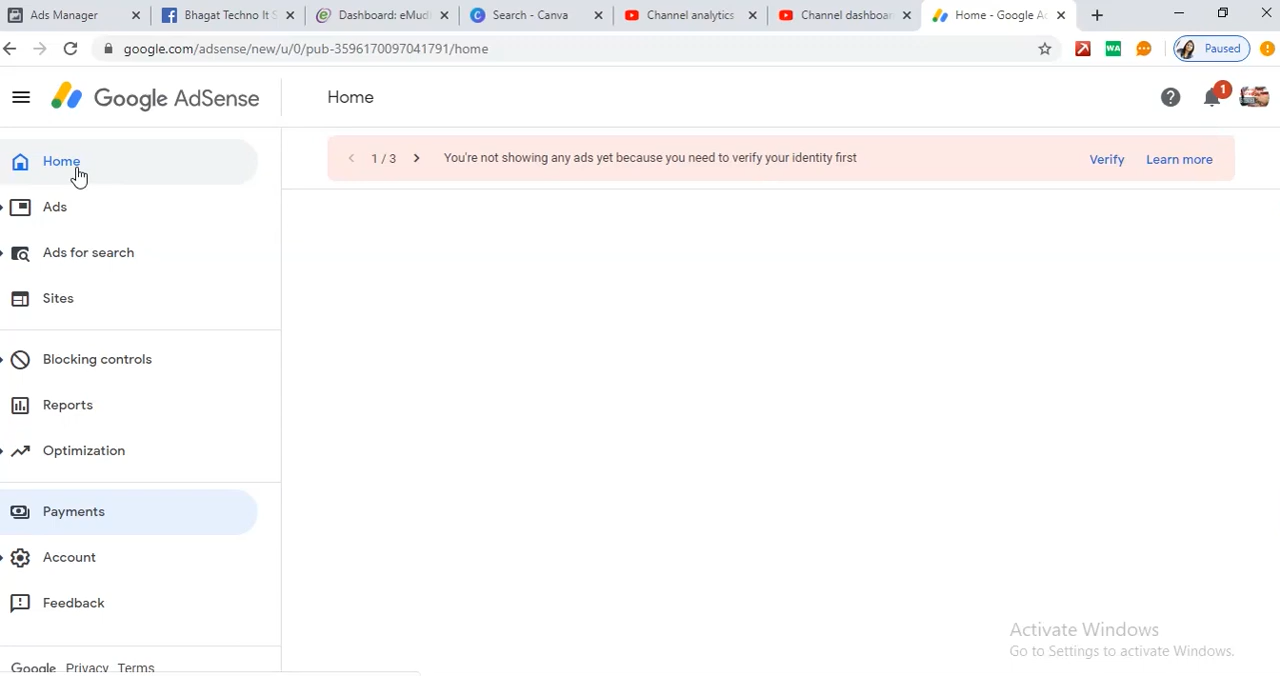 Ads Manager
Bhagat Techno It S
Dashboard: eMud
Search - Canva
Channel analytics
Channel dashboar
Home - Google Ad
google.com/adsense/new/u/0/pub-3596170097041791/home
WA
Paused
Google AdSense
Home
1
Home
1 / 3
You're not showing any ads yet because you need to verify your identity first
Verify
Learn more
Ads
Ads for search
Sites
Blocking controls
Reports
Optimization
Payments
Account
Feedback
Activate Windows
Go to Settings to activate Windows.
Google Privacy Terms